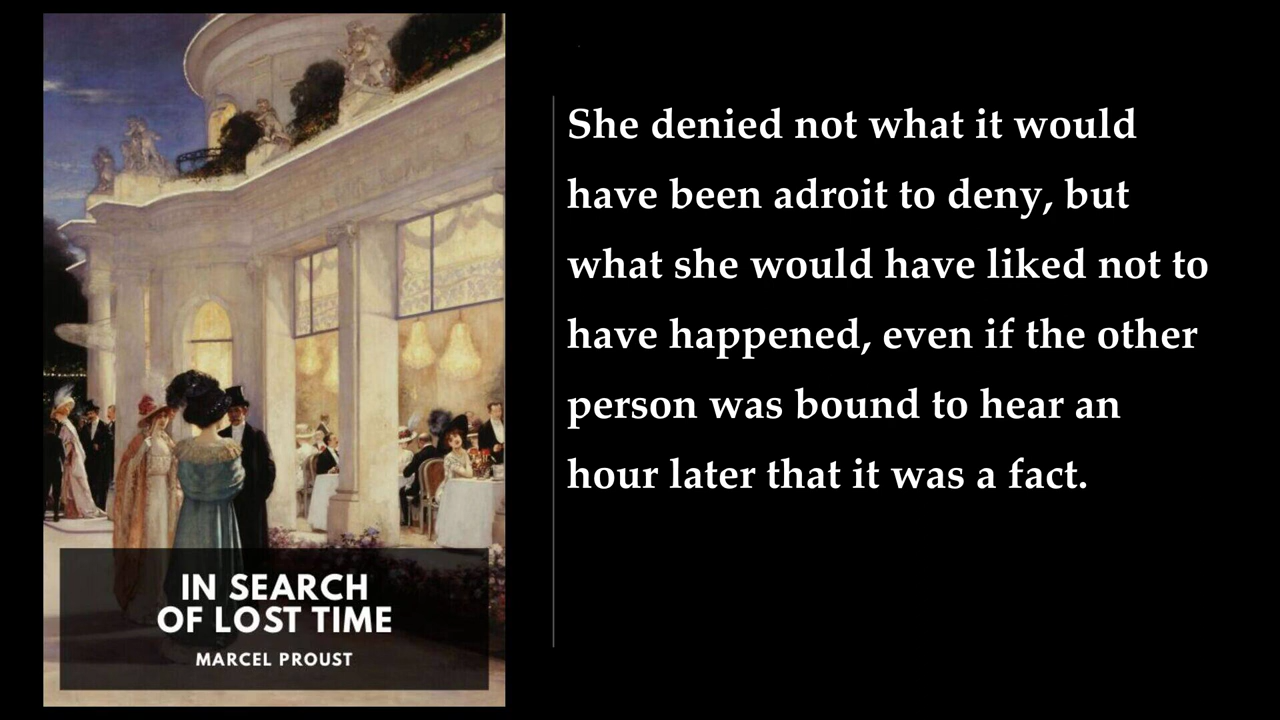 She denied not what it would
have been adroit to deny, but
what she would have liked not to
have happened, even if the other
person was bound to hear an
hour later that it was a fact.
IN SEARCH
OF LOST TIME
MARCEL PROUST